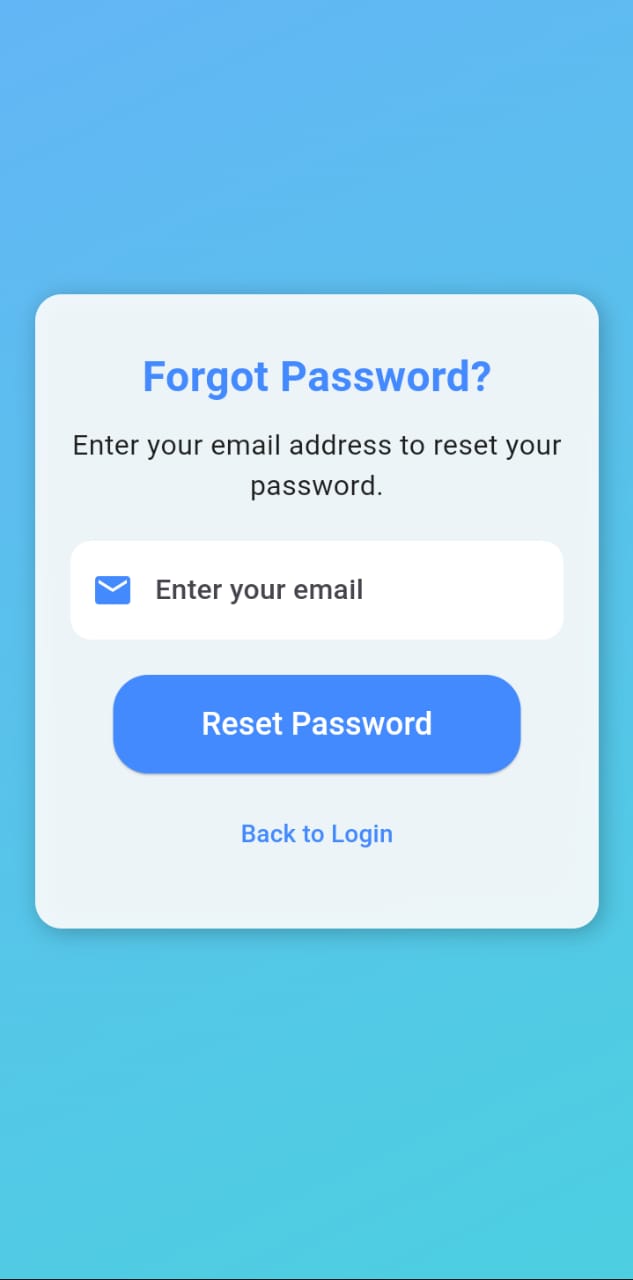 Forgot Password?
Enter your email address to reset your
password.
Enter your email
Reset Password
Back to Login